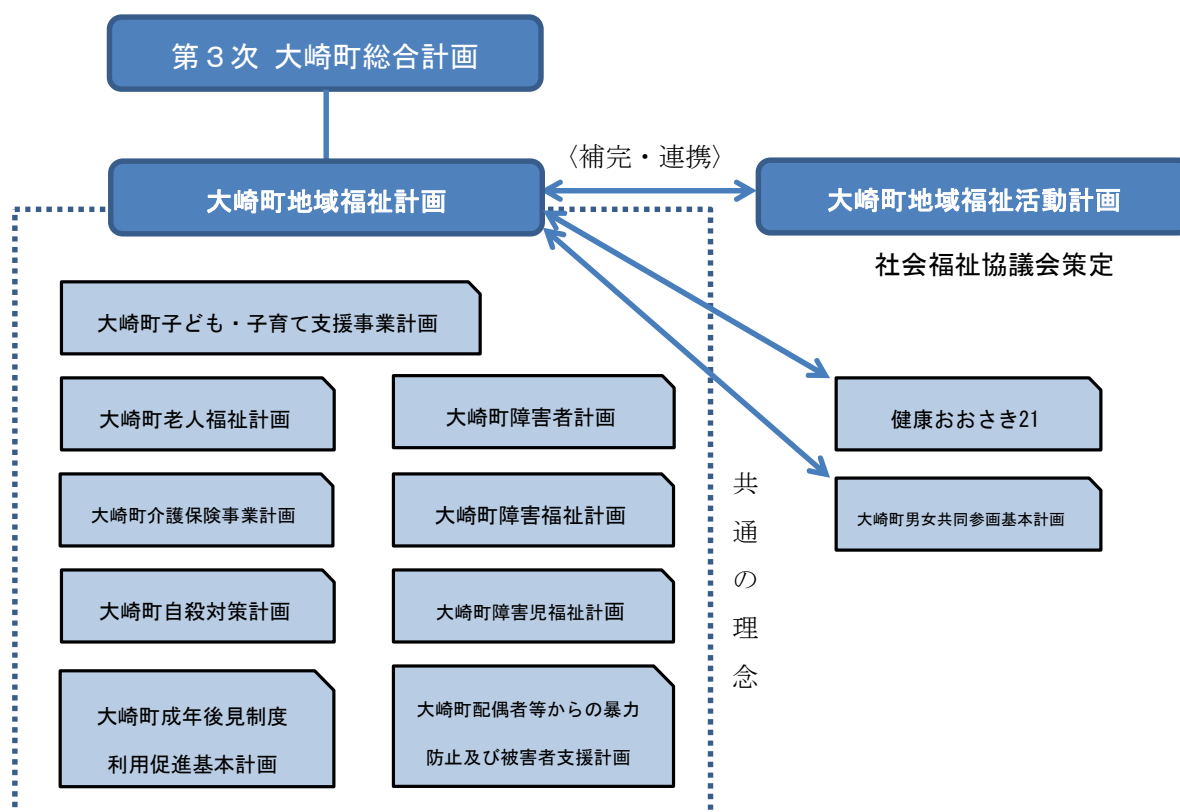 第３次 大崎町総合計画
〈補完・連携〉
大崎町地域福祉計画
大崎町地域福祉活動計画
社会福祉協議会策定
大崎町子ども・子育て支援事業計画
大崎町老人福祉計画
大崎町障害者計画
健康おおさき21
大崎町介護保険事業計画
大崎町障害福祉計画
大崎町男女共同参画基本計画
共通の理念
大崎町自殺対策計画
大崎町障害児福祉計画
大崎町成年後見制度
利用促進基本計画
大崎町配偶者等からの暴力
防止及び被害者支援計画